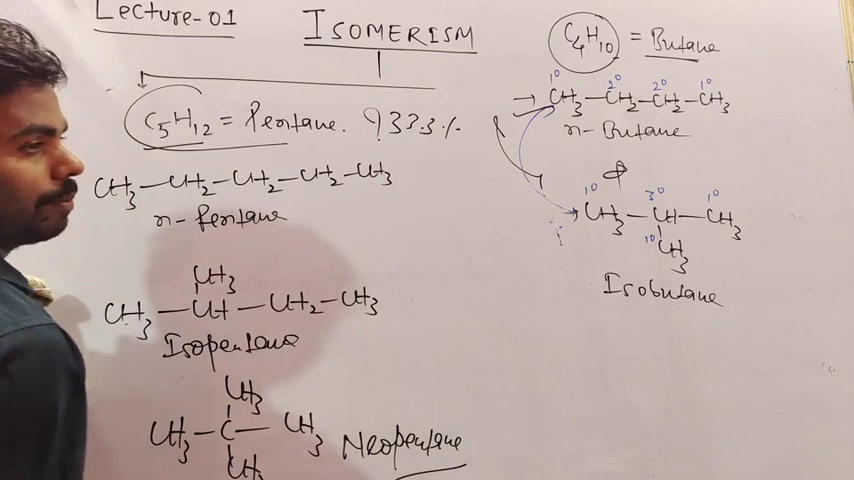 Lecture-01
ISOMERISM
C4H10 = Butane
1° 2° 2° 1°
→ CH3—CH2—CH2—CH3
n-Butane
1° 3° 1°
CH3—CH—CH3
1° CH3
Isobutane
C5H12 = Pentane. 933.3%
CH3—CH2—CH2—CH2—CH3
n-Pentane
CH3
CH3—CH—CH2—CH3
Isopentane
CH3
CH3—C—CH3
CH3
Neopentane